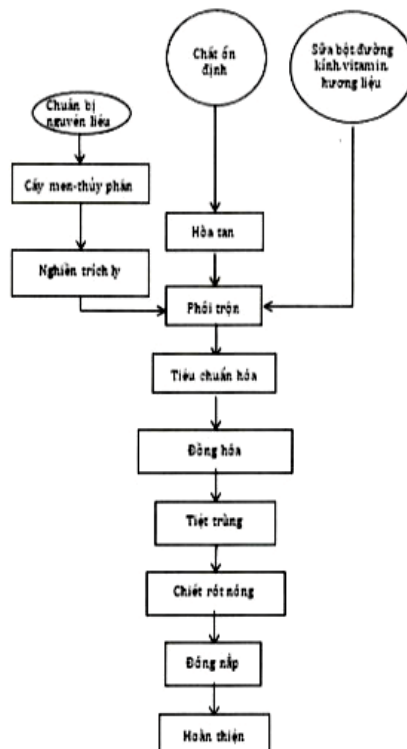 Chất ổn
định
Sữa bột đường
kính vitamin
hương liệu
Chuẩn bị
nguyên liệu
Cấy men-thủy phân
Hòa tan
Nghiền trích ly
Phối trộn
Tiêu chuẩn hóa
Đồng hóa
Tiệt trùng
Chiết rót nóng
Đóng nắp
Hoàn thiện